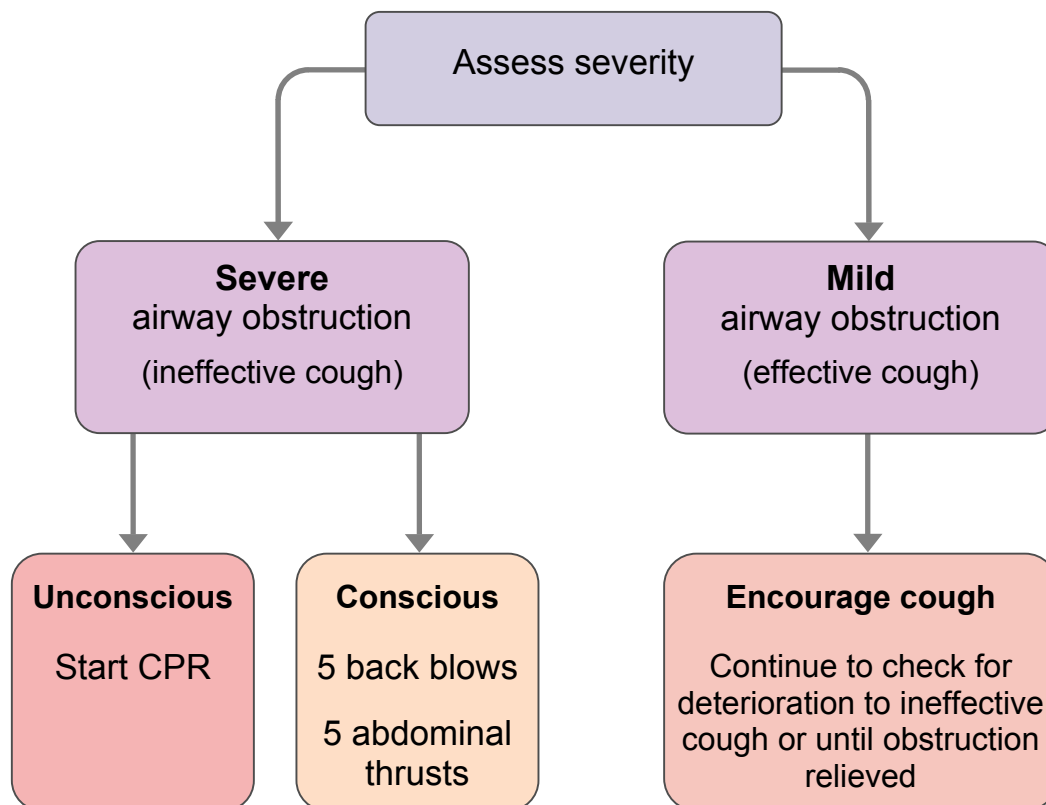 Assess severity
Severe
airway obstruction
(ineffective cough)
Mild
airway obstruction
(effective cough)
Unconscious
Start CPR
Conscious
5 back blows
5 abdominal
thrusts
Encourage cough
Continue to check for
deterioration to ineffective
cough or until obstruction
relieved